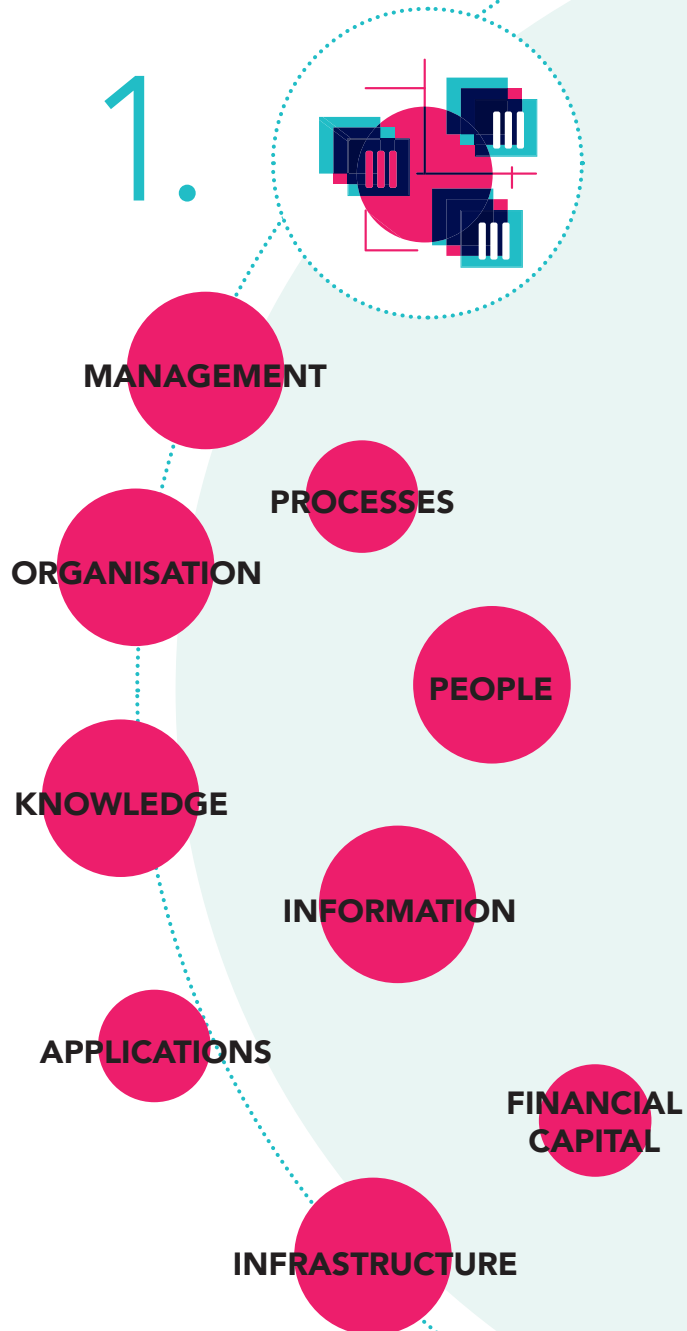 1.
MANAGEMENT
PROCESSES
ORGANISATION
PEOPLE
KNOWLEDGE
INFORMATION
APPLICATIONS
FINANCIAL
CAPITAL
INFRASTRUCTURE